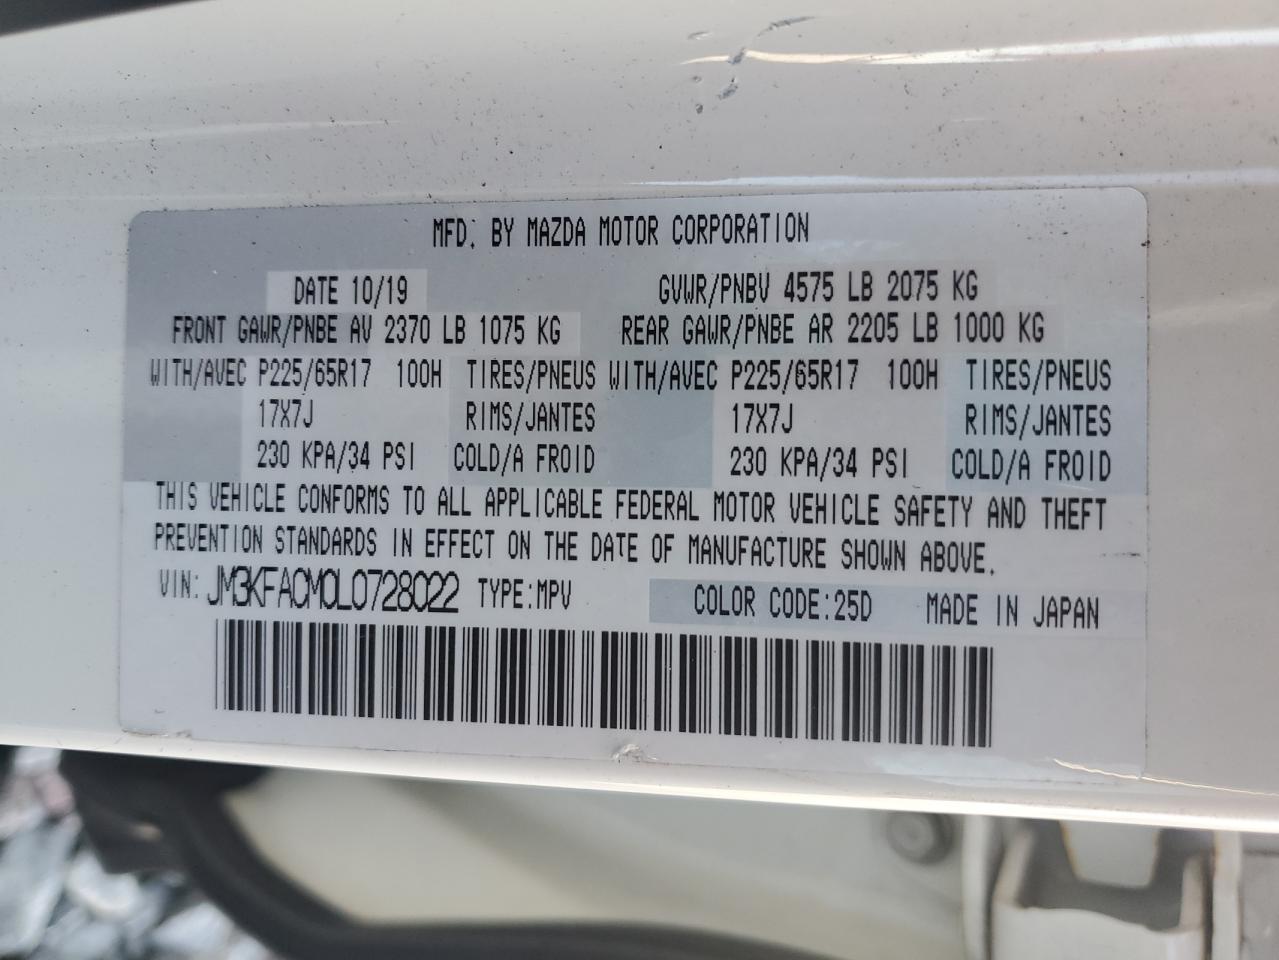 MFD. BY MAZDA MOTOR CORPORATION
DATE 10/19 GVWR/PNBV 4575 LB 2075 KG
FRONT GAWR/PNBE AV 2370 LB 1075 KG REAR GAWR/PNBE AR 2205 LB 1000 KG
WITH/AVEC P225/65R17 100H TIRES/PNEUS WITH/AVEC P225/65R17 100H TIRES/PNEUS
17X7J RIMS/JANTES 17X7J RIMS/JANTES
230 KPA/34 PSI COLD/A FROID 230 KPA/34 PSI COLD/A FROID
THIS VEHICLE CONFORMS TO ALL APPLICABLE FEDERAL MOTOR VEHICLE SAFETY AND THEFT
PREVENTION STANDARDS IN EFFECT ON THE DATE OF MANUFACTURE SHOWN ABOVE.
VIN: JM3KFACM0L0728022 TYPE:MPV COLOR CODE:25D MADE IN JAPAN